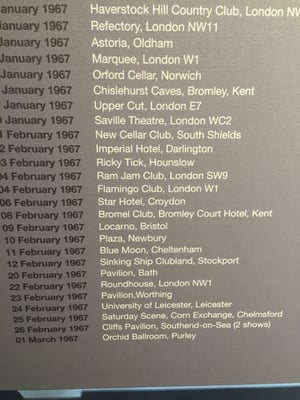 anuary 1967 Haverstock Hill Country Club, London NW
anuary 1967 Refectory, London NW11
January 1967 Astoria, Oldham
January 1967 Marquee, London W1
January 1967 Orford Cellar, Norwich
January 1967 Chislehurst Caves, Bromley, Kent
January 1967 Upper Cut, London E7
January 1967 Saville Theatre, London WC2
1 February 1967 New Cellar Club, South Shields
2 February 1967 Imperial Hotel, Darlington
3 February 1967 Ricky Tick, Hounslow
04 February 1967 Ram Jam Club, London SW9
04 February 1967 Flamingo Club, London W1
06 February 1967 Star Hotel, Croydon
08 February 1967 Bromel Club, Bromley Court Hotel, Kent
09 February 1967 Locarno, Bristol
10 February 1967 Plaza, Newbury
11 February 1967 Blue Moon, Cheltenham
12 February 1967 Sinking Ship Clubland, Stockport
20 February 1967 Pavilion, Bath
22 February 1967 Roundhouse, London NW1
23 February 1967 Pavilion,Worthing
24 February 1967 University of Leicester, Leicester
25 February 1967 Saturday Scene, Corn Exchange, Chelmsford
26 February 1967 Cliffs Pavilion, Southend-on-Sea (2 shows)
01 March 1967 Orchid Ballroom, Purley